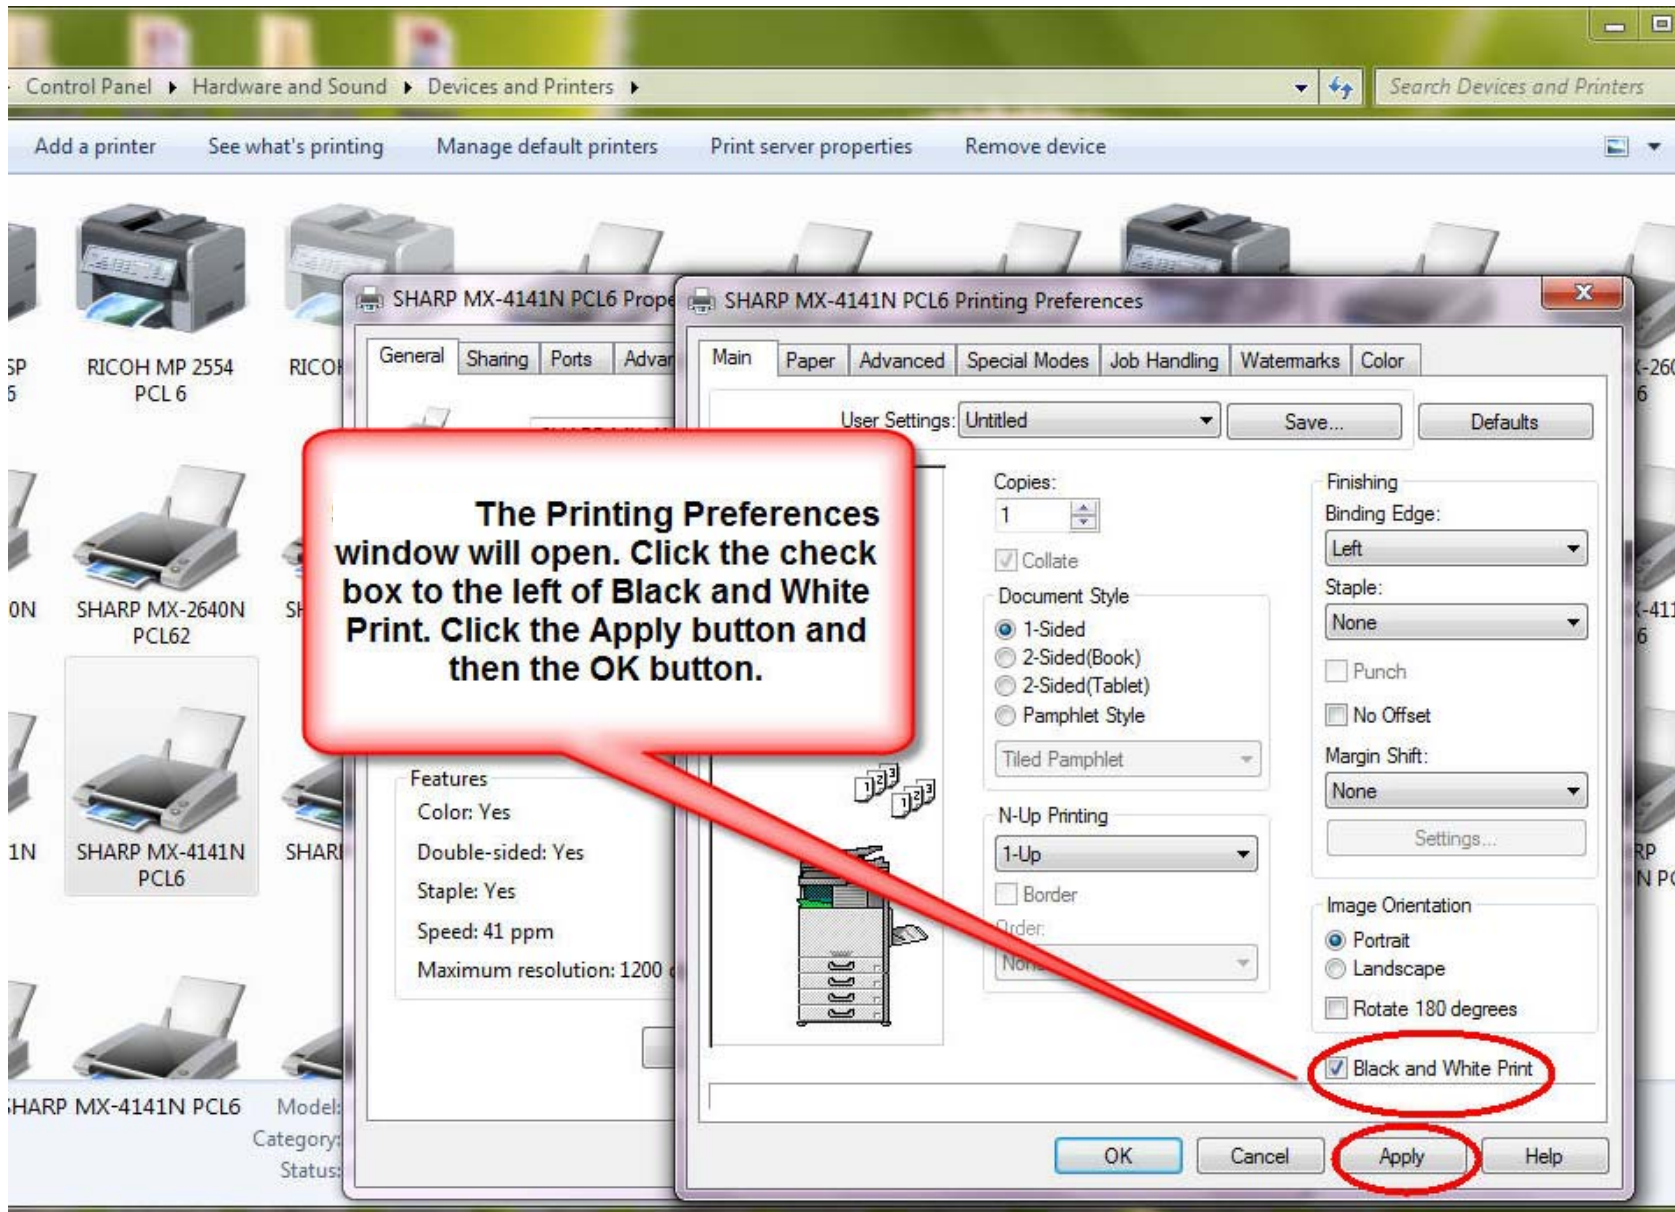 Control Panel ▸ Hardware and Sound ▸ Devices and Printers ▸
Search Devices and Printers
Add a printer
See what's printing
Manage default printers
Print server properties
Remove device
RICOH MP 2554
PCL 6
SHARP MX-2640N
PCL62
SHARP MX-4141N
PCL6
SHARP MX-4141N PCL6
Model:
Category:
Status:
SHARP MX-4141N PCL6
General
Sharing
Ports
Features
Color: Yes
Double-sided: Yes
Staple: Yes
Speed: 41 ppm
Maximum resolution: 1200
The Printing Preferences
window will open. Click the check
box to the left of Black and White
Print. Click the Apply button and
then the OK button.
SHARP MX-4141N PCL6 Printing Preferences
Main
Paper
Advanced
Special Modes
Job Handling
Watermarks
Color
User Settings:
Untitled
Save...
Defaults
Copies:
1
Collate
Document Style
1-Sided
2-Sided(Book)
2-Sided(Tablet)
Pamphlet Style
Tiled Pamphlet
N-Up Printing
1-Up
Border
Order:
None
Finishing
Binding Edge:
Left
Staple:
None
Punch
No Offset
Margin Shift:
None
Settings...
Image Orientation
Portrait
Landscape
Rotate 180 degrees
Black and White Print
OK
Cancel
Apply
Help